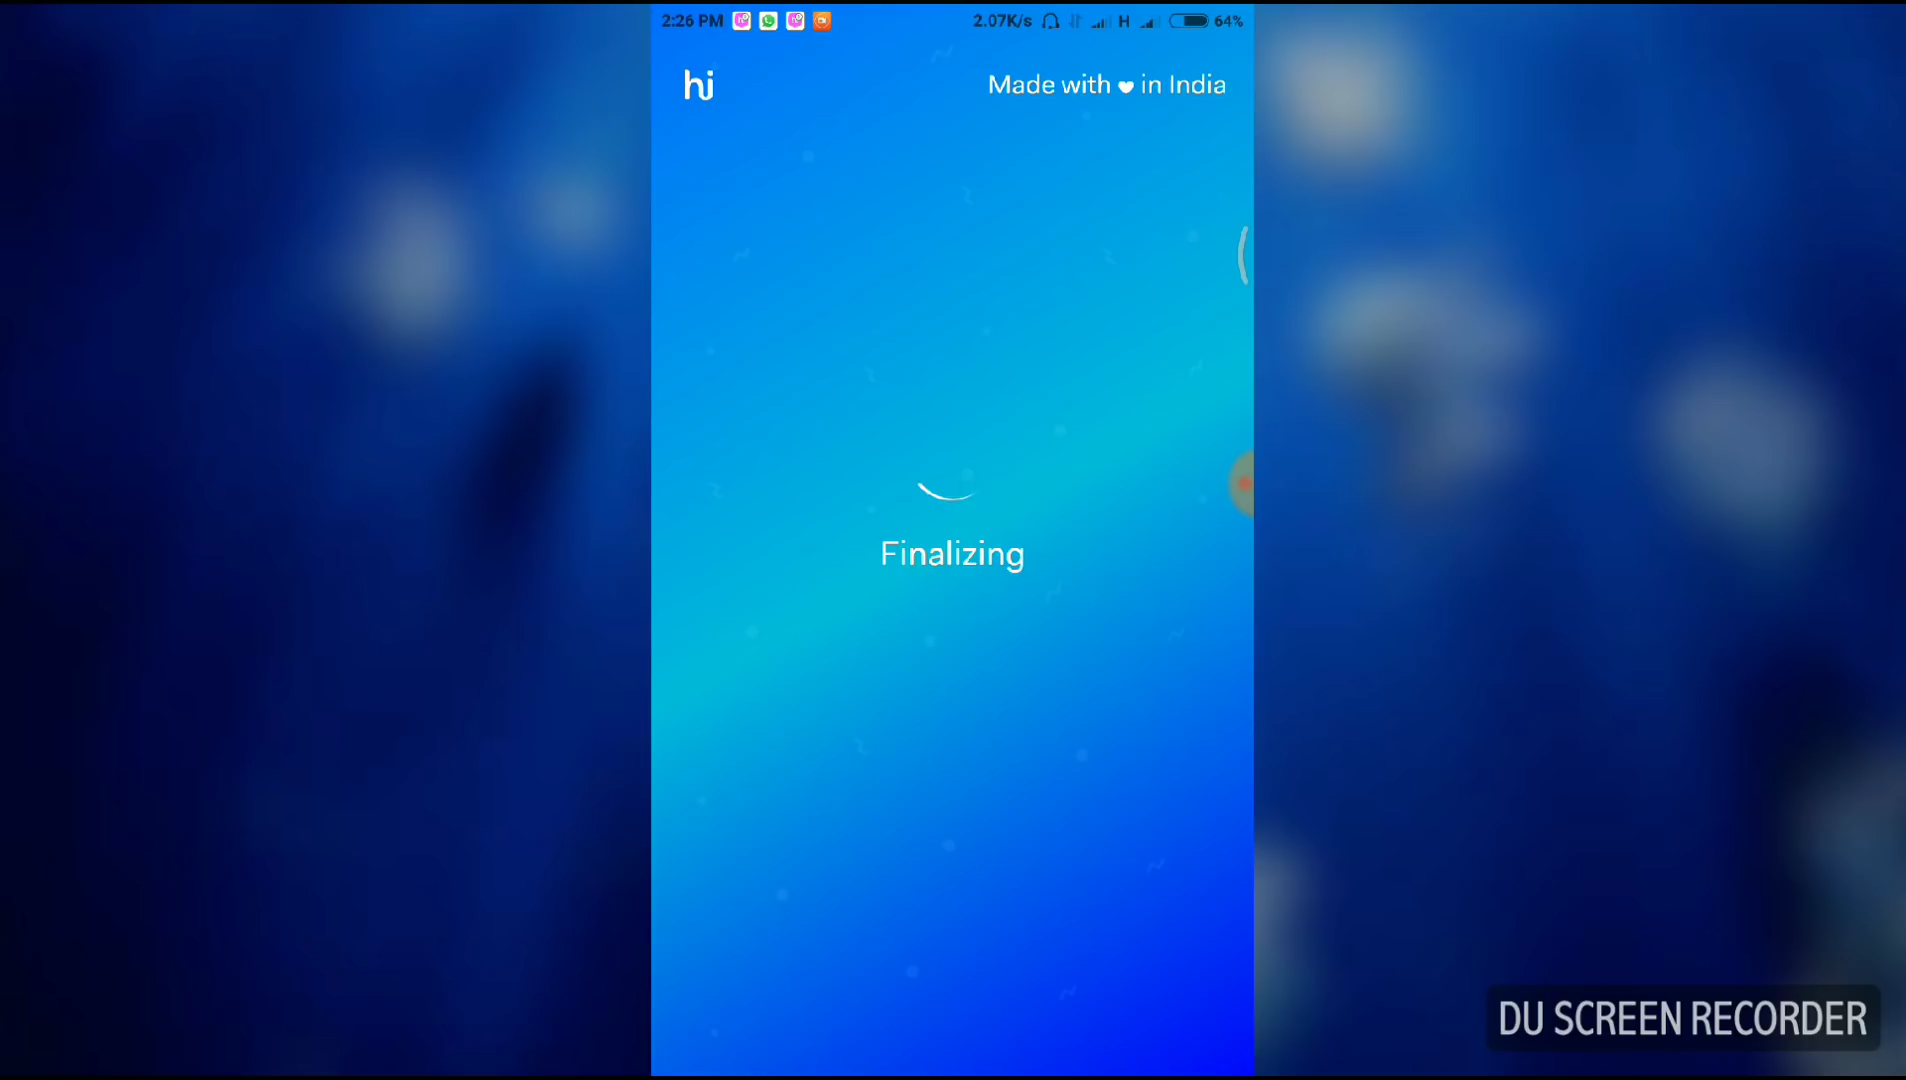 2:26 PM 2.07K/s H 64%
hi Made with in India
Finalizing
DU SCREEN RECORDER